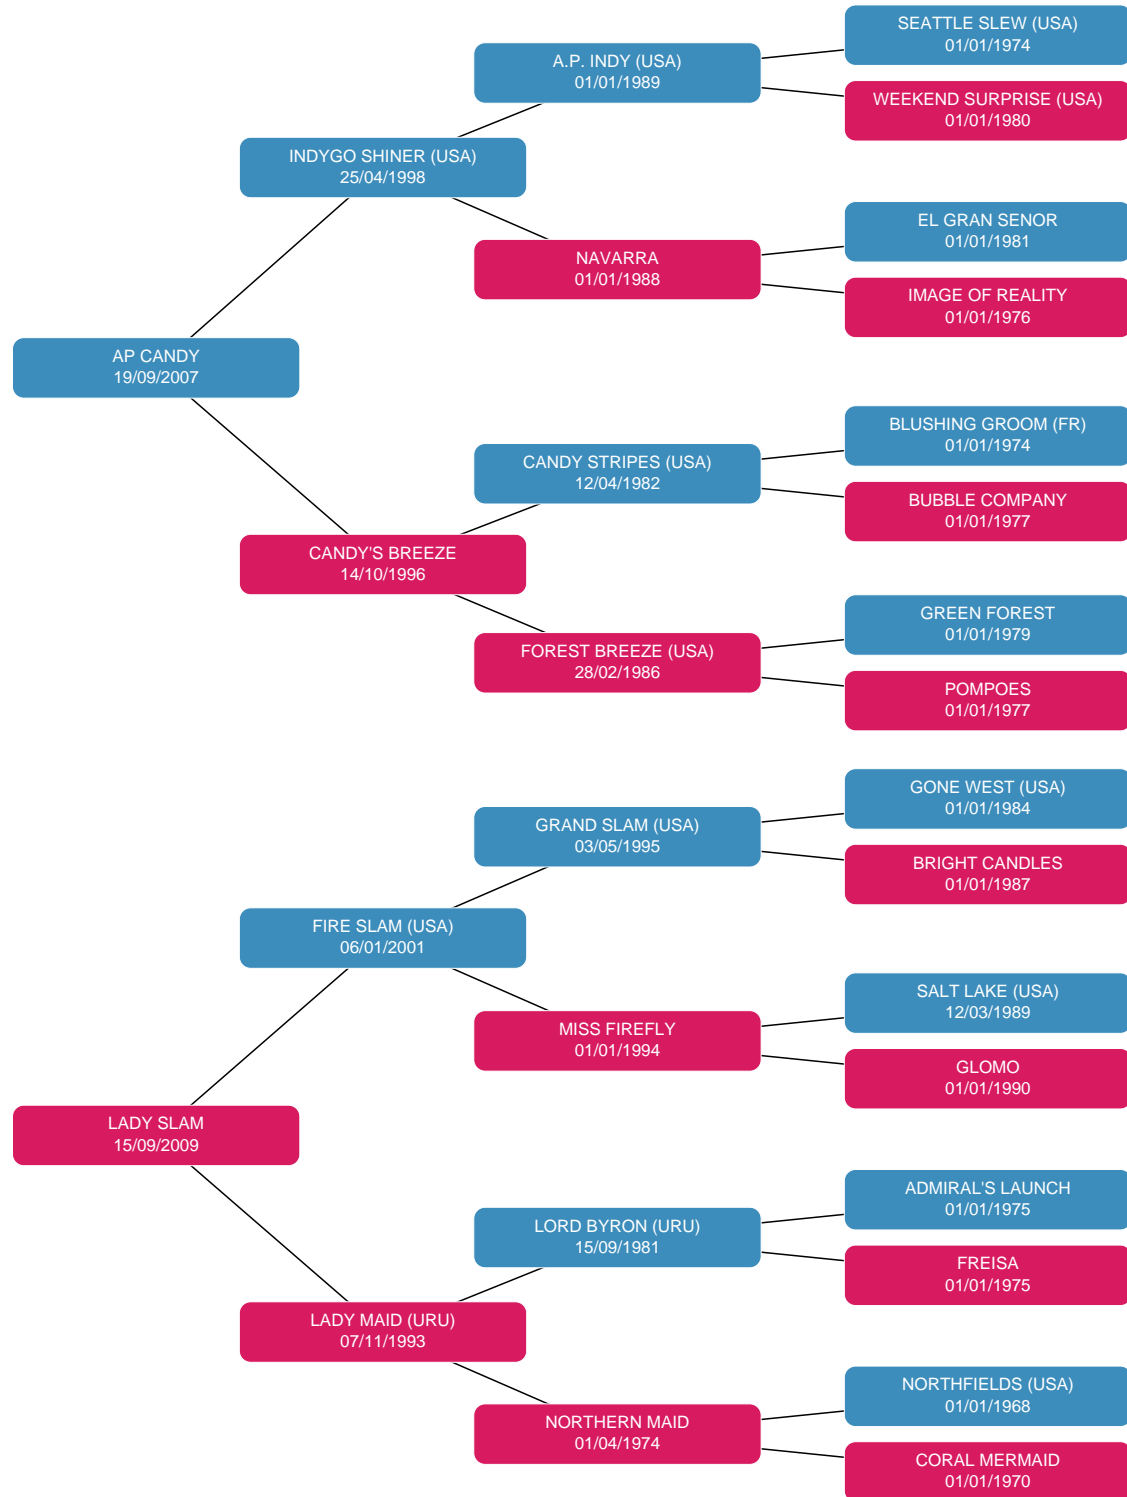 SEATTLE SLEW (USA)
01/01/1974
A.P. INDY (USA)
01/01/1989
WEEKEND SURPRISE (USA)
01/01/1980
INDYGO SHINER (USA)
25/04/1998
EL GRAN SENOR
01/01/1981
NAVARRA
01/01/1988
IMAGE OF REALITY
01/01/1976
AP CANDY
19/09/2007
BLUSHING GROOM (FR)
01/01/1974
CANDY STRIPES (USA)
12/04/1982
BUBBLE COMPANY
01/01/1977
CANDY'S BREEZE
14/10/1996
GREEN FOREST
01/01/1979
FOREST BREEZE (USA)
28/02/1986
POMPOES
01/01/1977
GONE WEST (USA)
01/01/1984
GRAND SLAM (USA)
03/05/1995
BRIGHT CANDLES
01/01/1987
FIRE SLAM (USA)
06/01/2001
SALT LAKE (USA)
12/03/1989
MISS FIREFLY
01/01/1994
GLOMO
01/01/1990
LADY SLAM
15/09/2009
ADMIRAL'S LAUNCH
01/01/1975
LORD BYRON (URU)
15/09/1981
FREISA
01/01/1975
LADY MAID (URU)
07/11/1993
NORTHFIELDS (USA)
01/01/1968
NORTHERN MAID
01/04/1974
CORAL MERMAID
01/01/1970